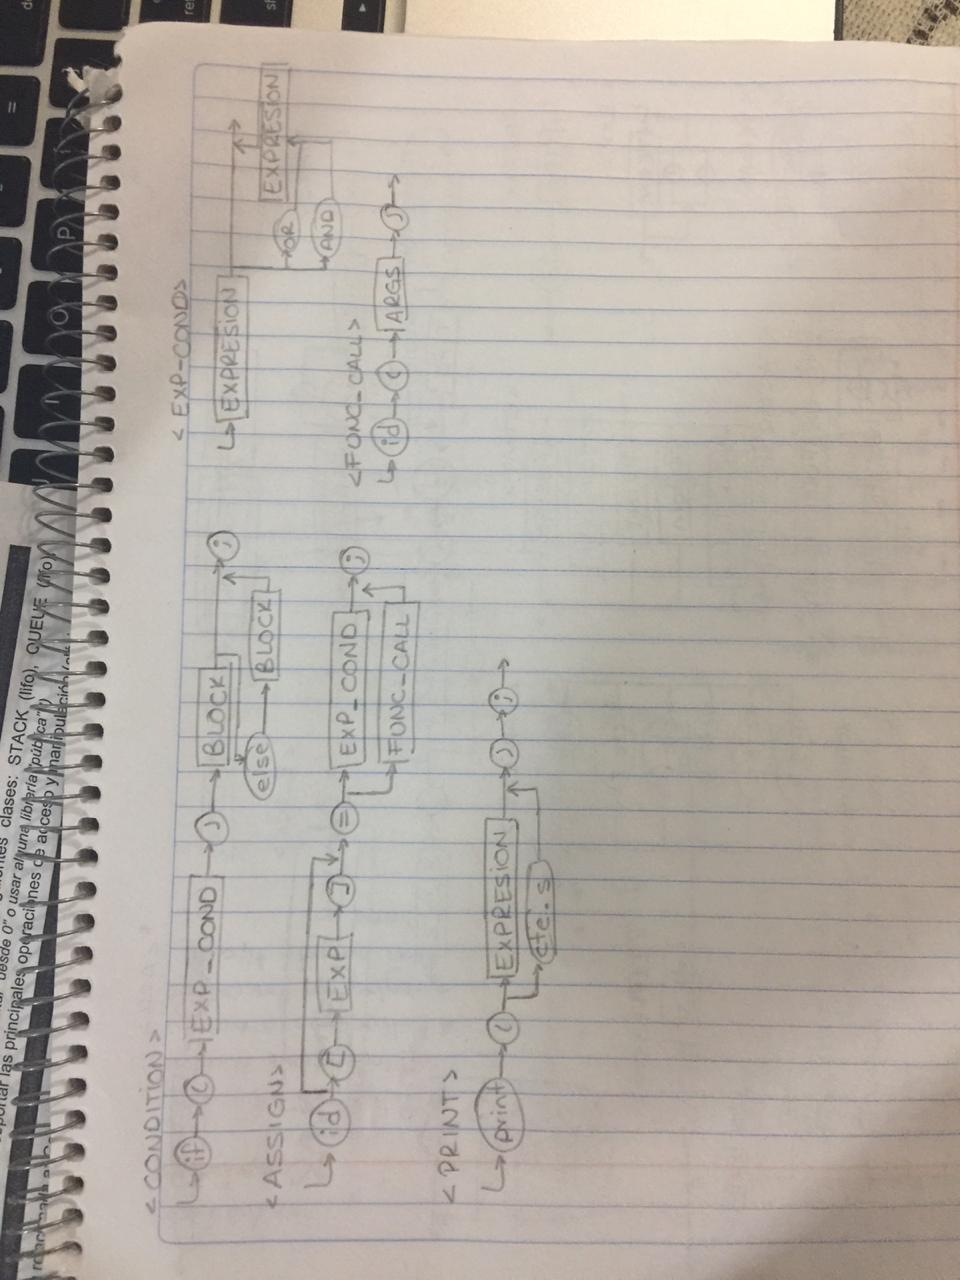 <CONDITION>
if ( EXP_COND ) BLOCK ;
else BLOCK
<ASSIGN>
id [ EXP ] = EXP_COND ;
FUNC_CALL
<PRINT>
print ( EXPRESION ) ;
cte.s
<EXP-COND>
EXPRESION EXPRESION
OR
AND
<FUNC_CALL>
id ( ARGS )
clases: STACK (lifo), QUEUE (lifo)
desde 0" o usar alguna librería "pública")
las principales operaciones de acceso y manipulación